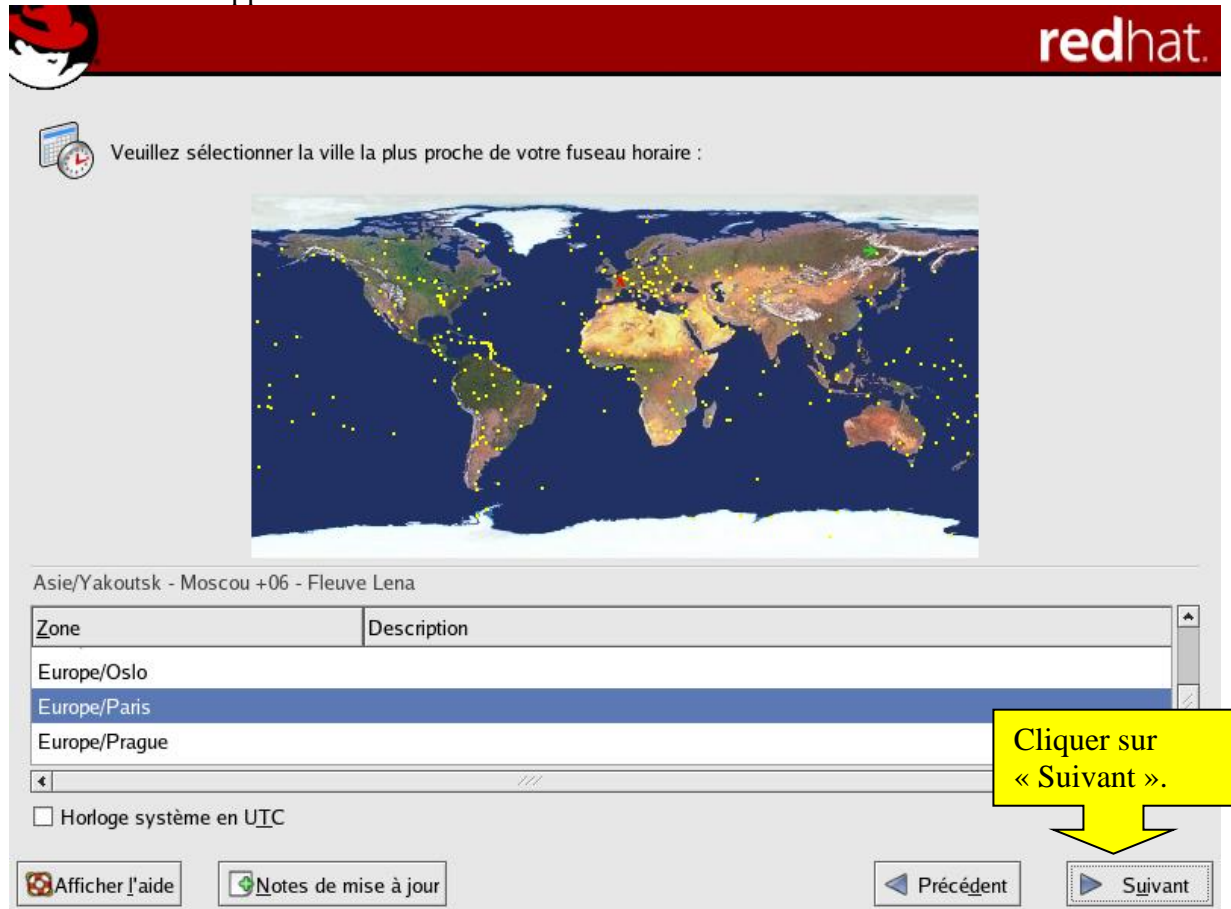 redhat.
Veuillez sélectionner la ville la plus proche de votre fuseau horaire :
Asie/Yakoutsk - Moscou +06 - Fleuve Lena
Zone Description
Europe/Oslo
Europe/Paris
Europe/Prague
Cliquer sur
« Suivant ».
Horloge système en UTC
Afficher l'aide Notes de mise à jour Précédent Suivant